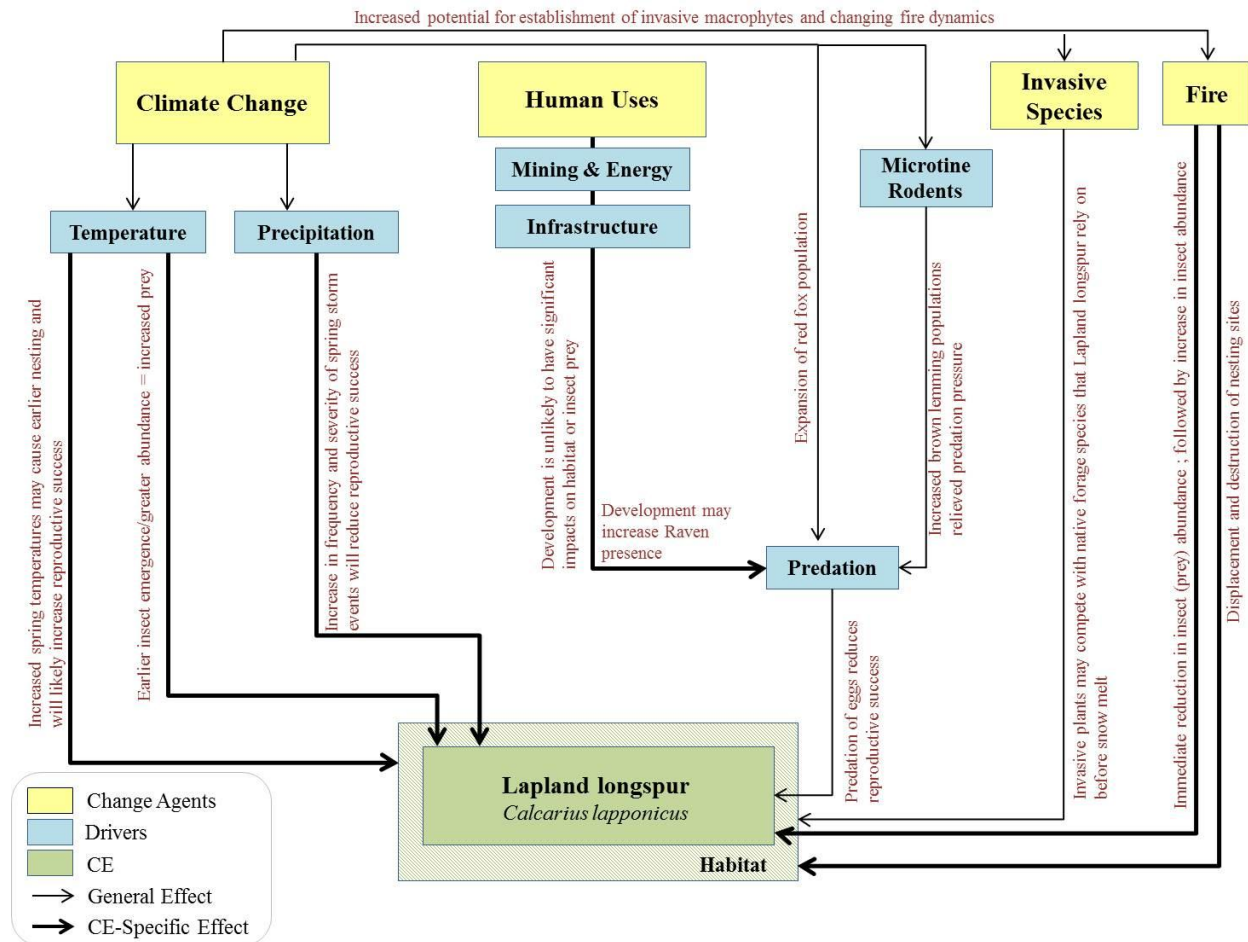 Increased potential for establishment of invasive macrophytes and changing fire dynamics
Climate Change
Human Uses
Invasive
Species
Fire
Mining & Energy
Microtine
Rodents
Infrastructure
Temperature
Precipitation
Increased spring temperatures may cause earlier nesting and
will likely increase reproductive success
Earlier insect emergence/greater abundance = increased prey
Increase in frequency and severity of spring storm
events will reduce reproductive success
Development is unlikely to have significant
impacts on habitat or insect prey
Development may
increase Raven
presence
Expansion of red fox population
Increased brown lemming populations
relieved predation pressure
Predation
Predation of eggs reduces
reproductive success
Invasive plants may compete with native forage species that Lapland longspur rely on
before snow melt
Immediate reduction in insect (prey) abundance ; followed by increase in insect abundance
Displacement and destruction of nesting sites
Lapland longspur
Calcarius lapponicus
Habitat
Change Agents
Drivers
CE
General Effect
CE-Specific Effect